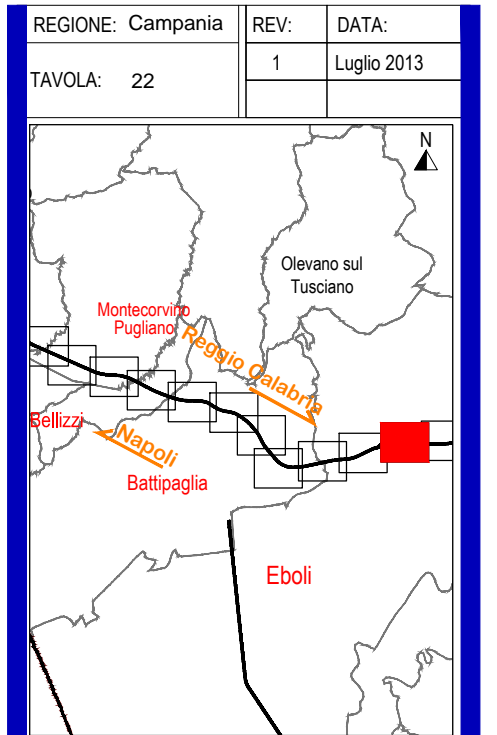 REGIONE: Campania
REV:
DATA:
TAVOLA: 22
1
Luglio 2013
N
Olevano sul
Tusciano
Montecorvino
Pugliano
Reggio Calabria
Bellizzi
Napoli
Battipaglia
Eboli